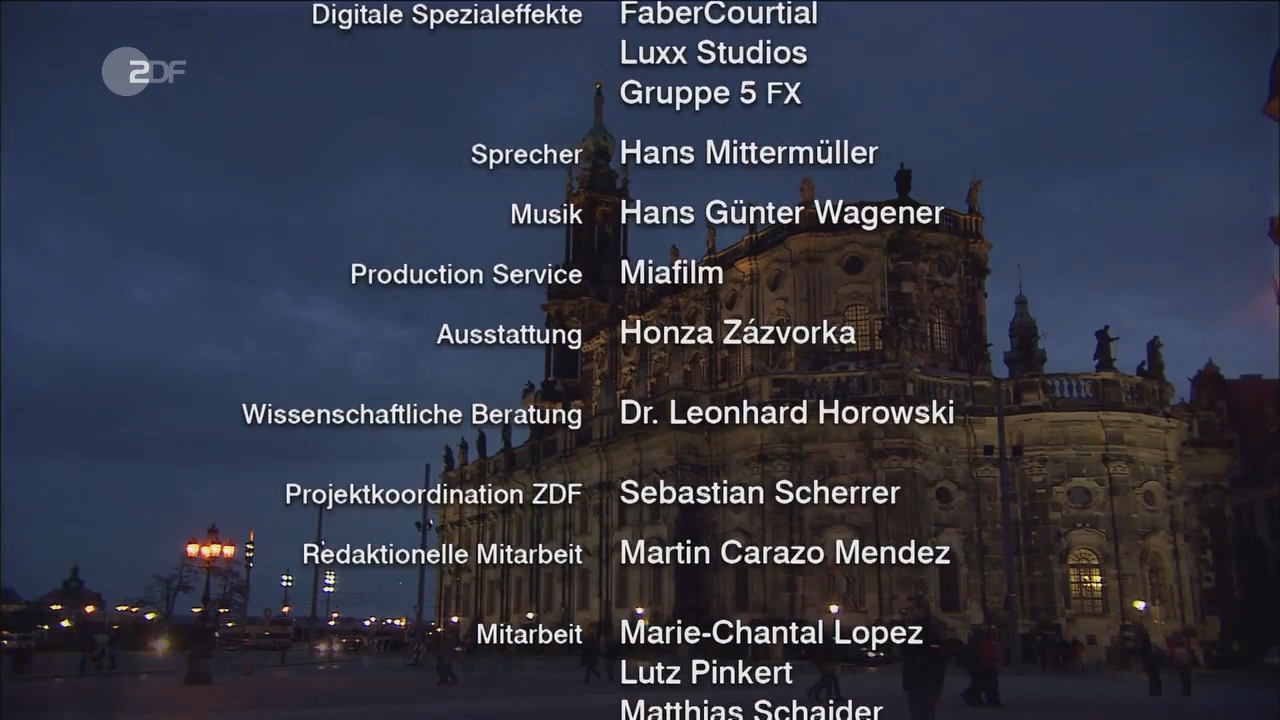 Digitale Spezialeffekte FaberCourtial
Luxx Studios
Gruppe 5 FX
ZDF
Sprecher Hans Mittermüller
Musik Hans Günter Wagener
Production Service Miafilm
Ausstattung Honza Zázvorka
Wissenschaftliche Beratung Dr. Leonhard Horowski
Projektkoordination ZDF Sebastian Scherrer
Redaktionelle Mitarbeit Martin Carazo Mendez
Mitarbeit Marie-Chantal Lopez
Lutz Pinkert
Matthias Schaider